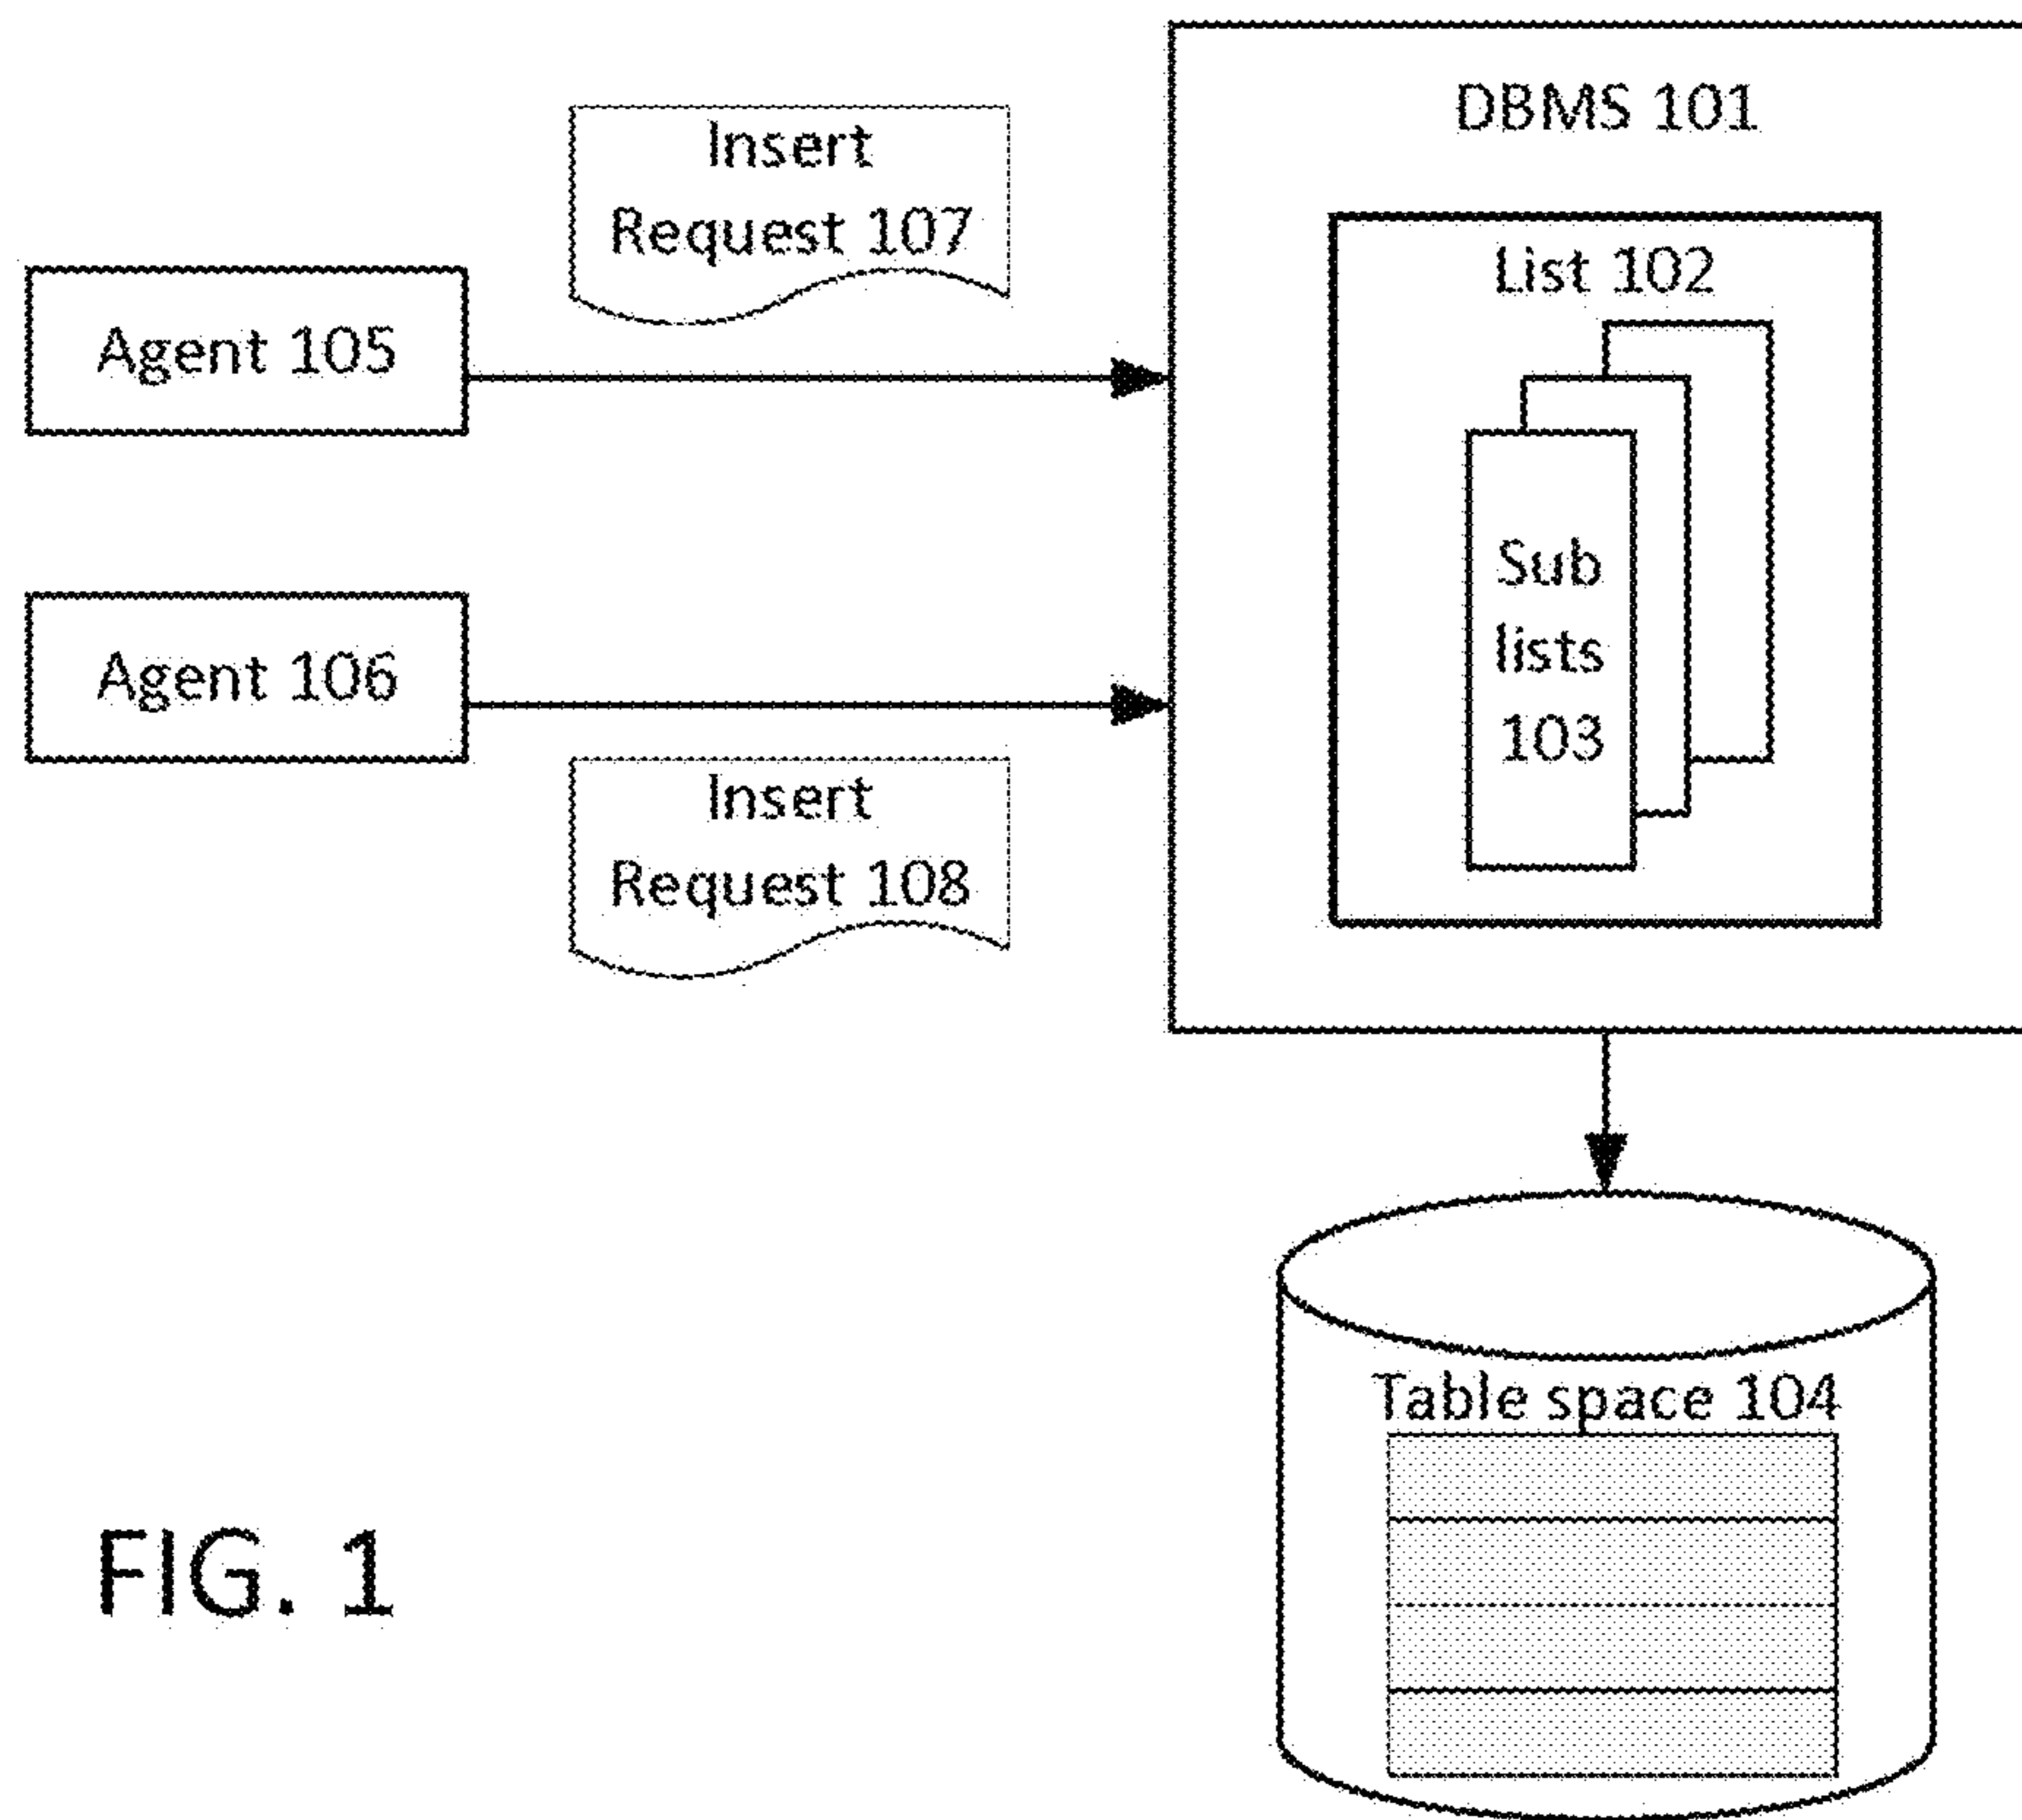 DBMS 101
Insert
Request 107
List 102
Agent 105
Sub
lists
103
Agent 106
Insert
Request 108
Table space 104
FIG. 1